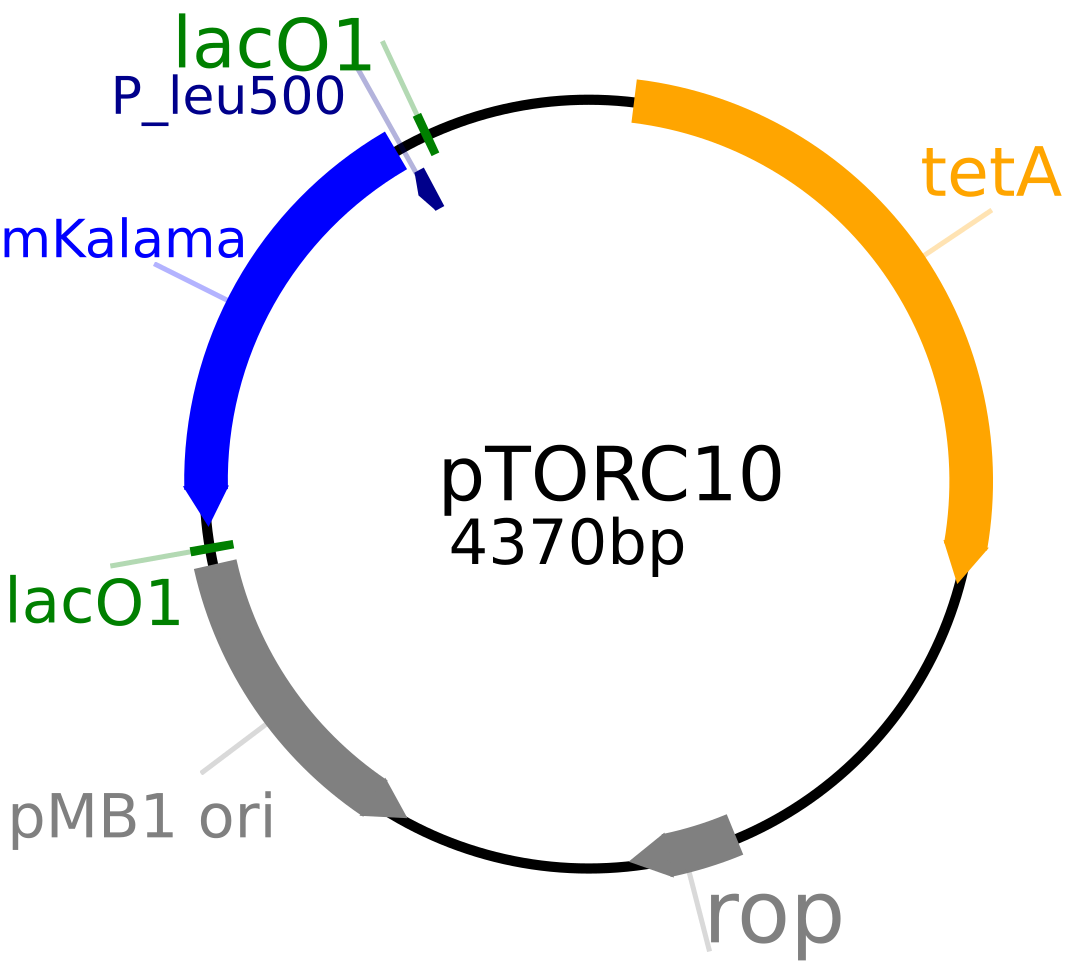 lacO1
P_leu500
tetA
mKalama
pTORC10
4370bp
lacO1
pMB1 ori
rop